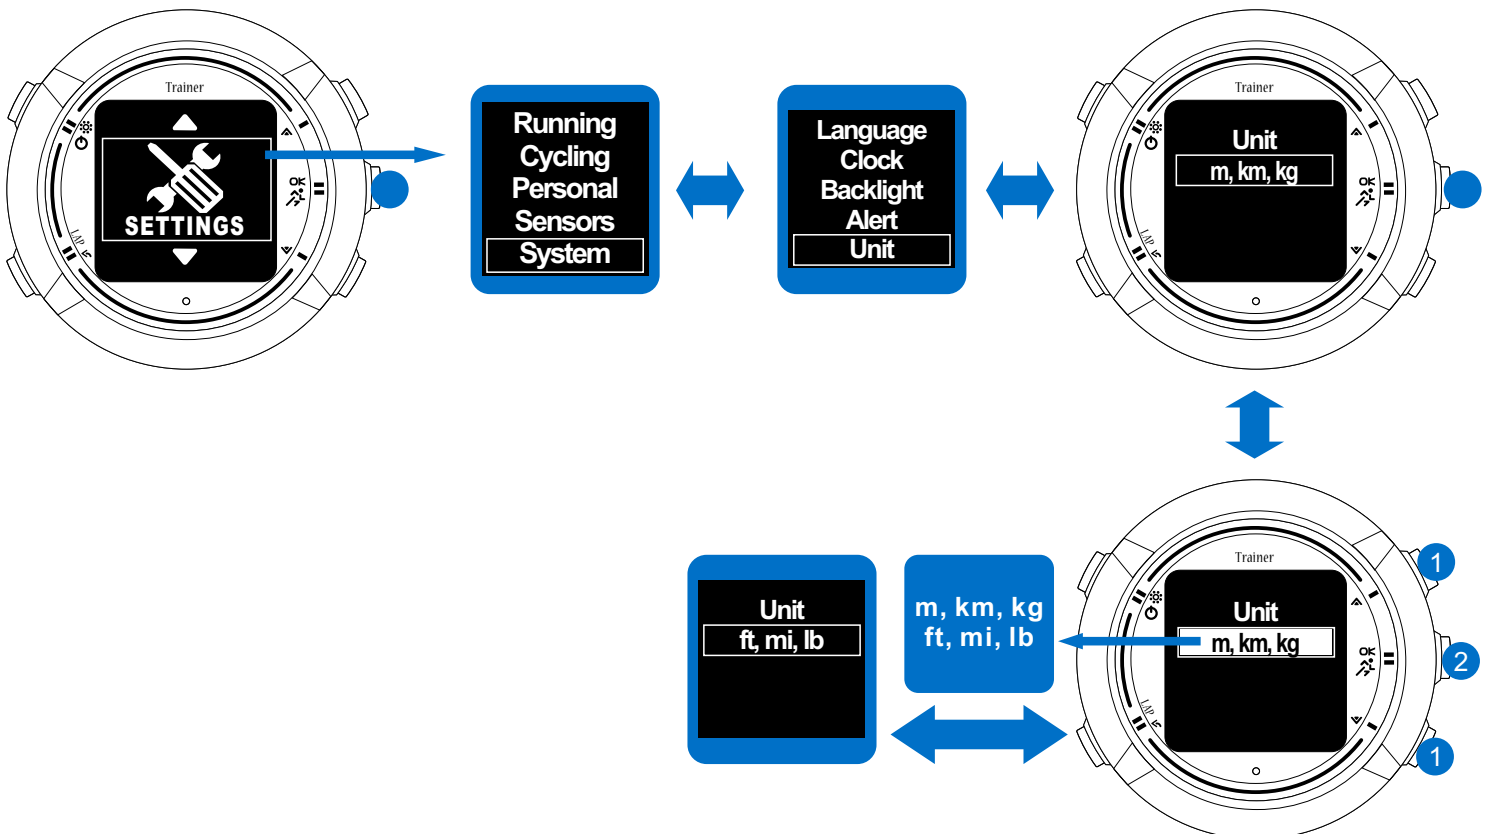 Trainer
SETTINGS
OK
LAP
Running
Cycling
Personal
Sensors
System
Language
Clock
Backlight
Alert
Unit
Trainer
Unit
m, km, kg
OK
LAP
Unit
ft, mi, lb
m, km, kg
ft, mi, lb
Trainer
Unit
m, km, kg
OK
LAP
1
2
1